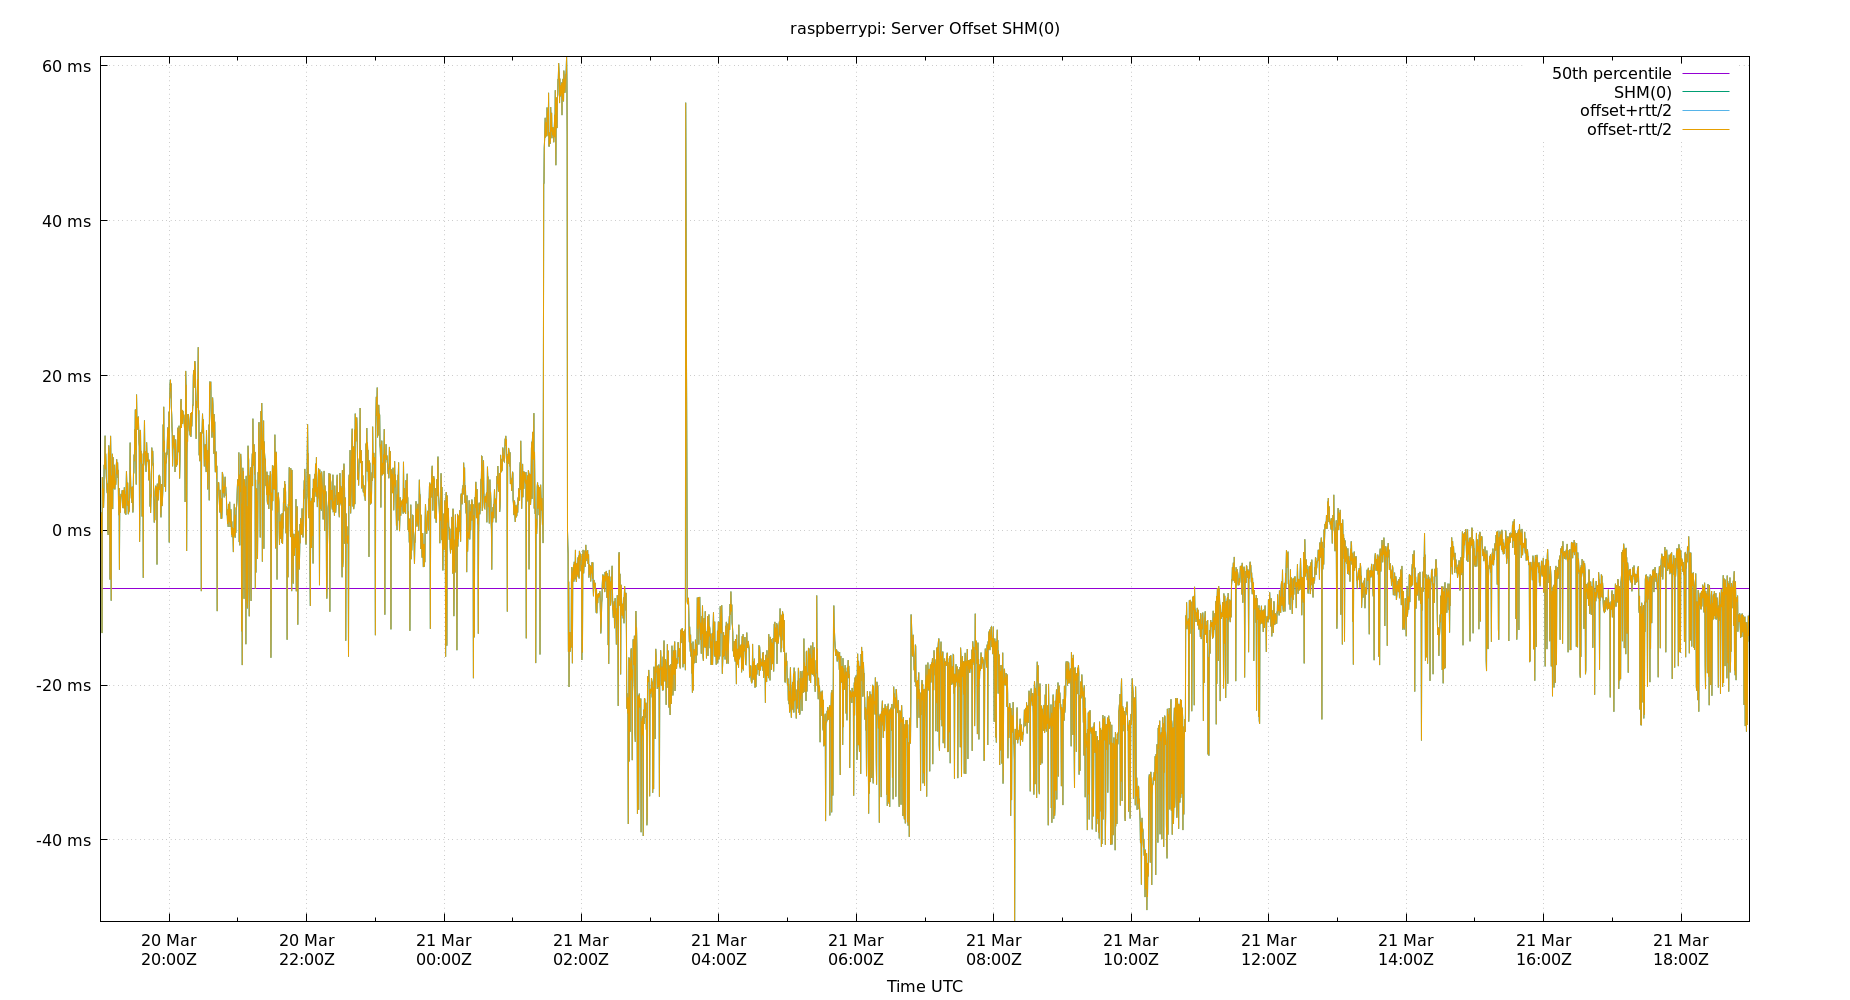 raspberrypi: Server Offset SHM(0)
60 ms
40 ms
20 ms
0 ms
-20 ms
-40 ms
50th percentile
SHM(0)
offset+rtt/2
offset-rtt/2
20 Mar 20 Mar 21 Mar 21 Mar 21 Mar 21 Mar 21 Mar 21 Mar 21 Mar 21 Mar 21 Mar 21 Mar
20:00Z 22:00Z 00:00Z 02:00Z 04:00Z 06:00Z 08:00Z 10:00Z 12:00Z 14:00Z 16:00Z 18:00Z
Time UTC